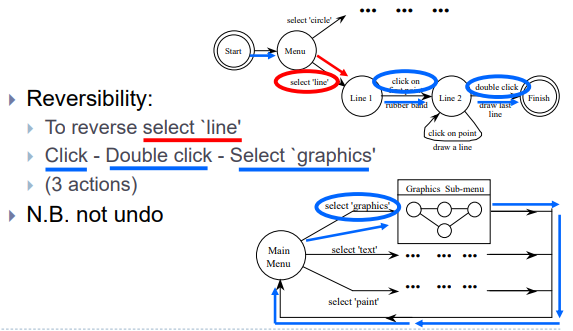 select 'circle'
Start
Menu
select 'line'
Line 1
click on
first point
rubber band
Line 2
double click
draw last
line
Finish
click on point
draw a line
Reversibility:
To reverse select `line'
Click - Double click - Select `graphics'
(3 actions)
N.B. not undo
Graphics Sub-menu
select 'graphics'
Main
Menu
select 'text'
select 'paint'